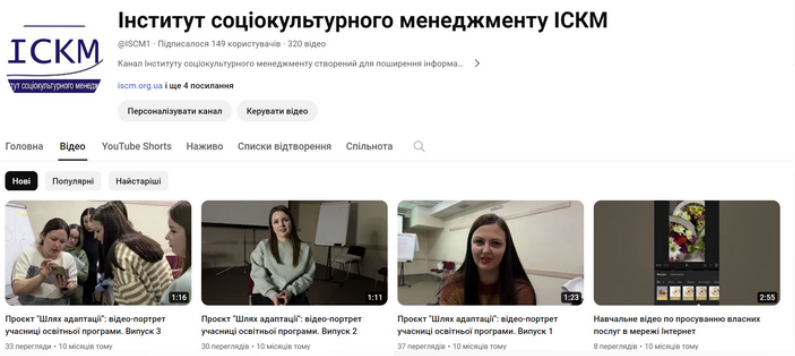 Інститут соціокультурного менеджменту ІСКМ
ІСКМ
@ISCM1 · Підписалося 149 користувачів · 320 відео
Канал Інституту соціокультурного менеджменту створений для поширення інформа...
iscm.org.ua і ще 4 посилання
Персоналізувати канал Керувати відео
Головна Відео YouTube Shorts Наживо Списки відтворення Спільнота
Нові Популярні Найстаріші
1:16 1:11 1:23 2:55
Проєкт "Шлях адаптації": відео-портрет
учасниці освітньої програми. Випуск 3
33 перегляди • 10 місяців тому
Проєкт "Шлях адаптації": відео-портрет
учасниці освітньої програми. Випуск 2
30 переглядів • 10 місяців тому
Проєкт "Шлях адаптації": відео-портрет
учасниці освітньої програми. Випуск 1
37 переглядів • 10 місяців тому
Навчальне відео по просуванню власних
послуг в мережі Інтернет
8 переглядів • 10 місяців тому